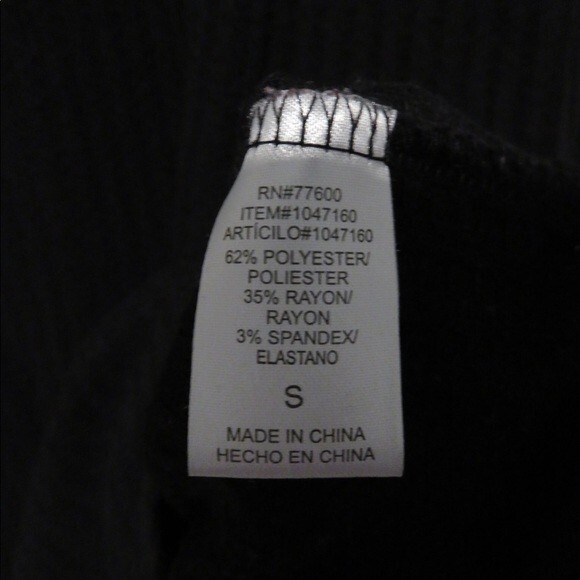 RN#77600
ITEM#1047160
ARTÍCILO#1047160
62% POLYESTER/
POLIESTER
35% RAYON/
RAYON
3% SPANDEX/
ELASTANO
S
MADE IN CHINA
HECHO EN CHINA